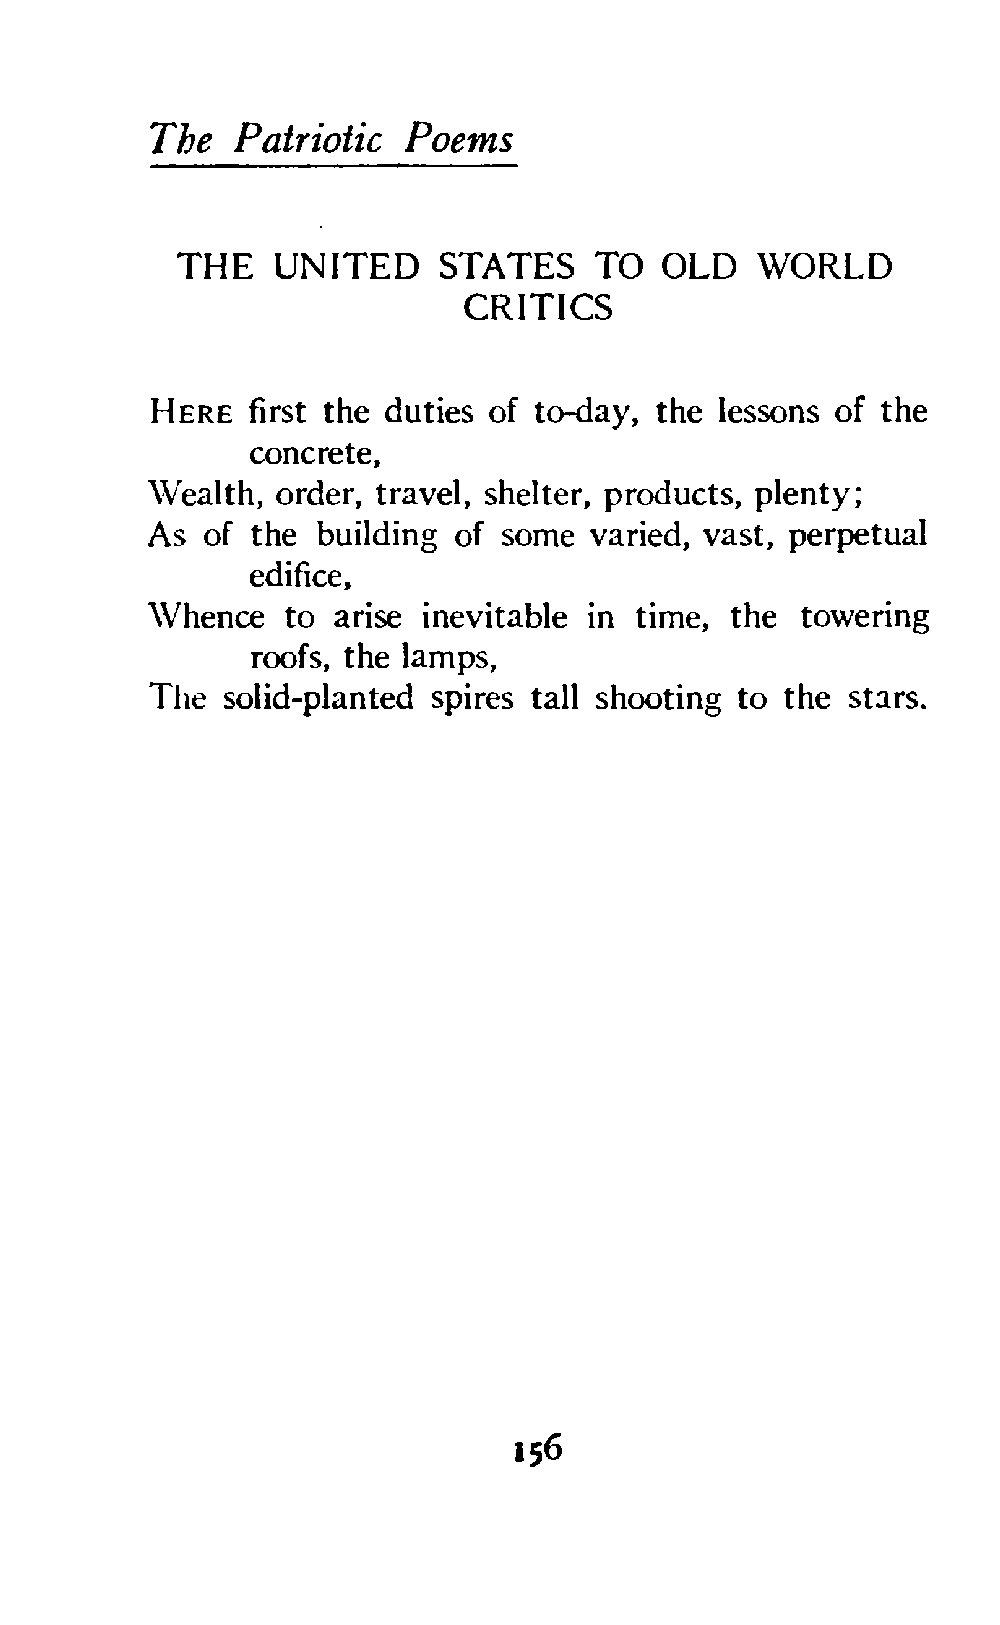 The Patriotic Poems
THE UNITED STATES TO OLD WORLD
CRITICS
HERE first the duties of to-day, the lessons of the
concrete,
Wealth, order, travel, shelter, products, plenty;
As of the building of some varied, vast, perpetual
edifice,
Whence to arise inevitable in time, the towering
roofs, the lamps,
The solid-planted spires tall shooting to the stars.
156